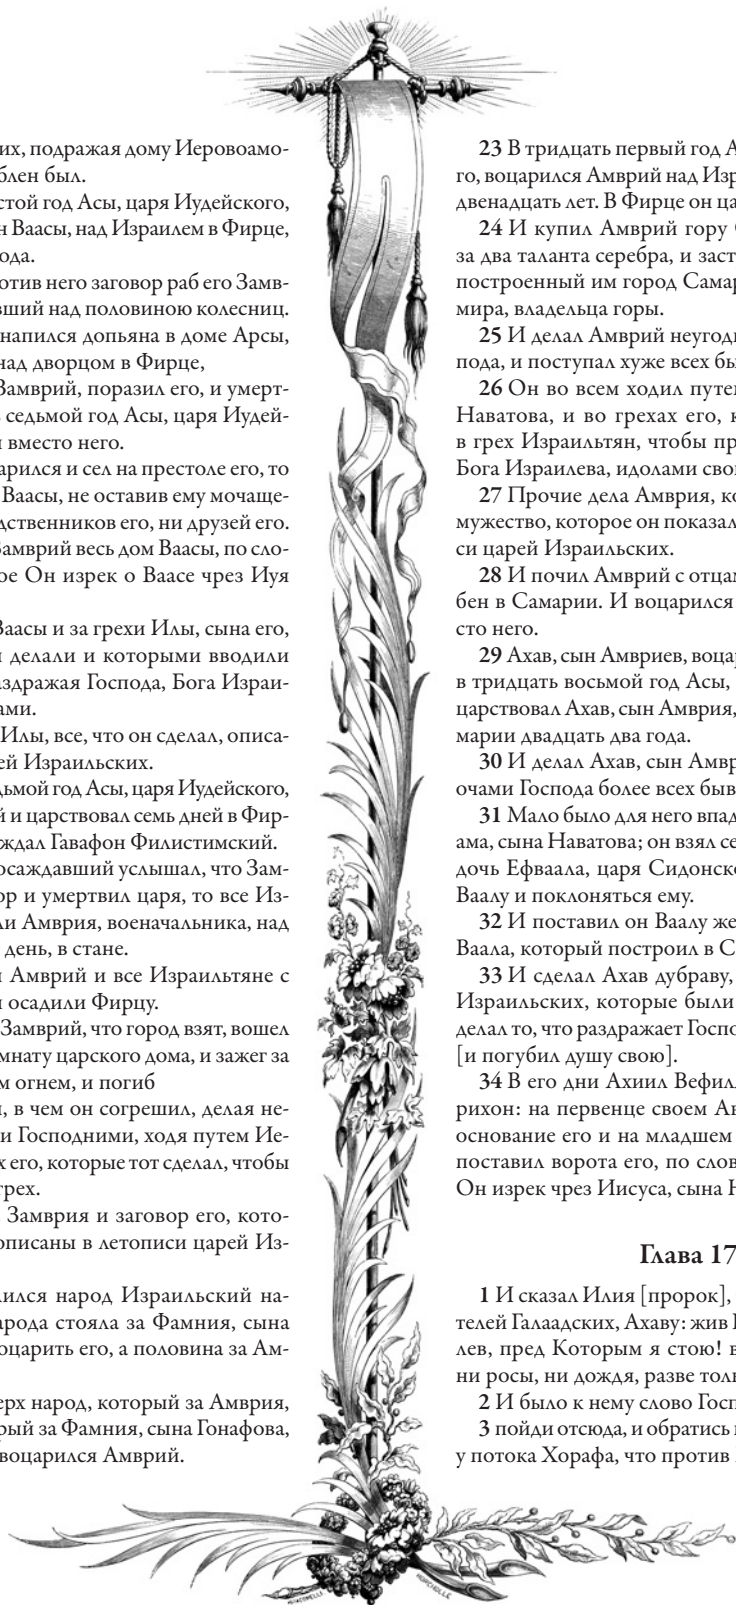 их, подражая дому Иеровоамо-
блен был.
стой год Асы, царя Иудейского,
н Ваасы, над Израилем в Фирце,
ода.
отив него заговор раб его Замв-
вший над половиною колесниц.
напился допьяна в доме Арсы,
над дворцом в Фирце,
Замврий, поразил его, и умерт-
седьмой год Асы, царя Иудей-
и вместо него.
арился и сел на престоле его, то
Ваасы, не оставив ему мочаще-
дственников его, ни друзей его.
Замврий весь дом Ваасы, по сло-
ое Он изрек о Ваасе чрез Иуя
Ваасы и за грехи Илы, сына его,
и делали и которыми вводили
аздражая Господа, Бога Израи-
ами.
Илы, все, что он сделал, описа-
ей Израильских.
дьмой год Асы, царя Иудейского,
й и царствовал семь дней в Фир-
ждал Гавафон Филистимский.
осаждавший услышал, что Зам-
ор и умертвил царя, то все Из-
ли Амврия, военачальника, над
день, в стане.
и Амврий и все Израильтяне с
и осадили Фирцу.
Замврий, что город взят, вошел
мнату царского дома, и зажег за
м огнем, и погиб
и, в чем он согрешил, делая не-
и Господними, ходя путем Ие-
х его, которые тот сделал, чтобы
грех.
Замврия и заговор его, кото-
описаны в летописи царей Из-
лился народ Израильский на-
арода стояла за Фамния, сына
оцарить его, а половина за Ам-
ерх народ, который за Амврия,
рый за Фамния, сына Гонафова,
воцарился Амврий.
23 В тридцать первый год А
го, воцарился Амврий над Изр
двенадцать лет. В Фирце он ца
24 И купил Амврий гору
за два таланта серебра, и заст
построенный им город Самар
мира, владельца горы.
25 И делал Амврий неугод
пода, и поступал хуже всех бы
26 Он во всем ходил путе
Наватова, и во грехах его, к
в грех Израильтян, чтобы пр
Бога Израилева, идолами сво
27 Прочие дела Амврия, ко
мужество, которое он показал
си царей Израильских.
28 И почил Амврий с отца
бен в Самарии. И воцарился
сто него.
29 Ахав, сын Амвриев, воцар
в тридцать восьмой год Асы,
царствовал Ахав, сын Амврия,
марии двадцать два года.
30 И делал Ахав, сын Амвр
очами Господа более всех быв
31 Мало было для него впад
ама, сына Наватова; он взял се
дочь Ефваала, царя Сидонск
Ваалу и поклоняться ему.
32 И поставил он Ваалу же
Ваала, который построил в С
33 И сделал Ахав дубраву,
Израильских, которые были
делал то, что раздражает Госп
[и погубил душу свою].
34 В его дни Ахиил Вефил
рихон: на первенце своем Ав
основание его и на младшем
поставил ворота его, по слов
Он изрек чрез Иисуса, сына Н
Глава 17
1 И сказал Илия [пророк],
телей Галаадских, Ахаву: жив
лев, пред Которым я стою! в
ни росы, ни дождя, разве толь
2 И было к нему слово Госп
3 пойди отсюда, и обратись
у потока Хорафа, что против